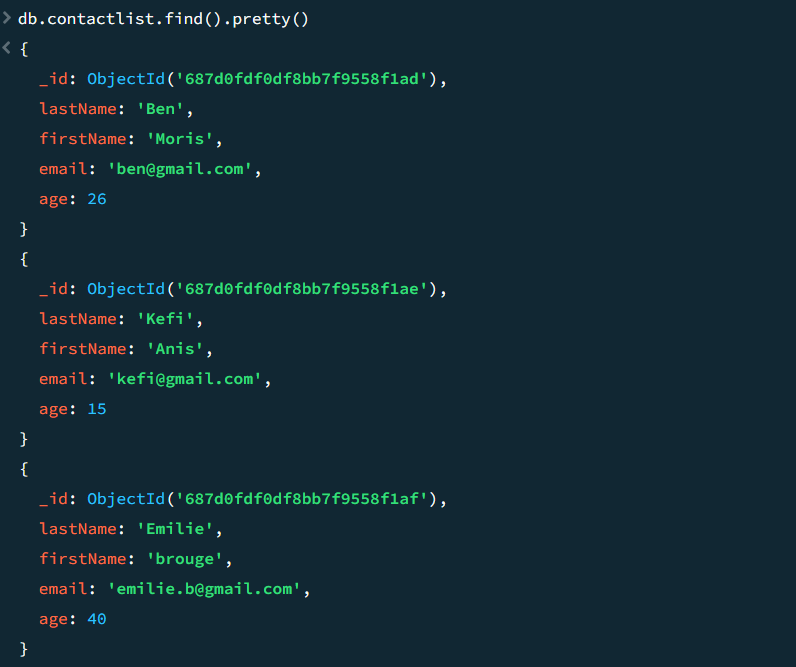 > db.contactlist.find().pretty()
< {
_id: ObjectId('687d0fdf0df8bb7f9558f1ad'),
lastName: 'Ben',
firstName: 'Moris',
email: 'ben@gmail.com',
age: 26
}
{
_id: ObjectId('687d0fdf0df8bb7f9558f1ae'),
lastName: 'Kefi',
firstName: 'Anis',
email: 'kefi@gmail.com',
age: 15
}
{
_id: ObjectId('687d0fdf0df8bb7f9558f1af'),
lastName: 'Emilie',
firstName: 'brouge',
email: 'emilie.b@gmail.com',
age: 40
}